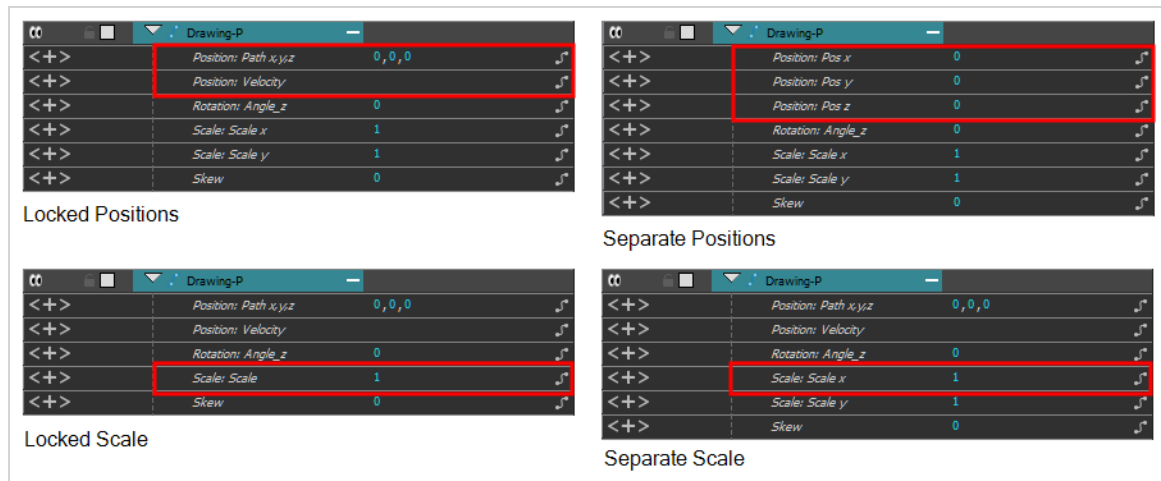 Drawing-P
Position: Path x,y,z 0,0,0
Position: Velocity
Rotation: Angle_z 0
Scale: Scale x 1
Scale: Scale y 1
Skew 0
Locked Positions
Drawing-P
Position: Pos x 0
Position: Pos y 0
Position: Pos z 0
Rotation: Angle_z 0
Scale: Scale x 1
Scale: Scale y 1
Skew 0
Separate Positions
Drawing-P
Position: Path x,y,z 0,0,0
Position: Velocity
Rotation: Angle_z 0
Scale: Scale 1
Skew 0
Locked Scale
Drawing-P
Position: Path x,y,z 0,0,0
Position: Velocity
Rotation: Angle_z 0
Scale: Scale x 1
Scale: Scale y 1
Skew 0
Separate Scale